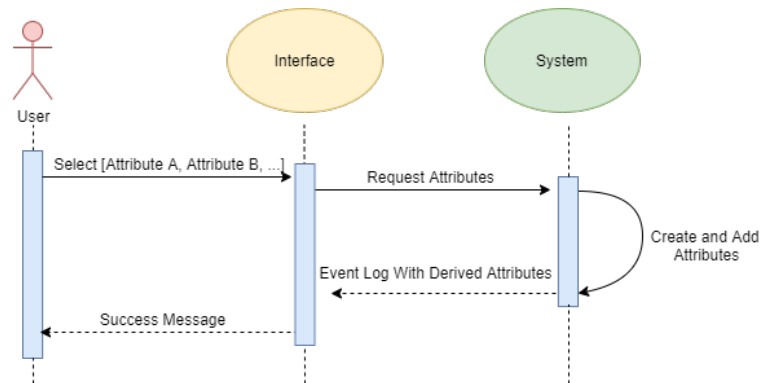 Interface
System
User
Select [Attribute A, Attribute B, ...]
Request Attributes
Create and Add
Attributes
Event Log With Derived Attributes
Success Message